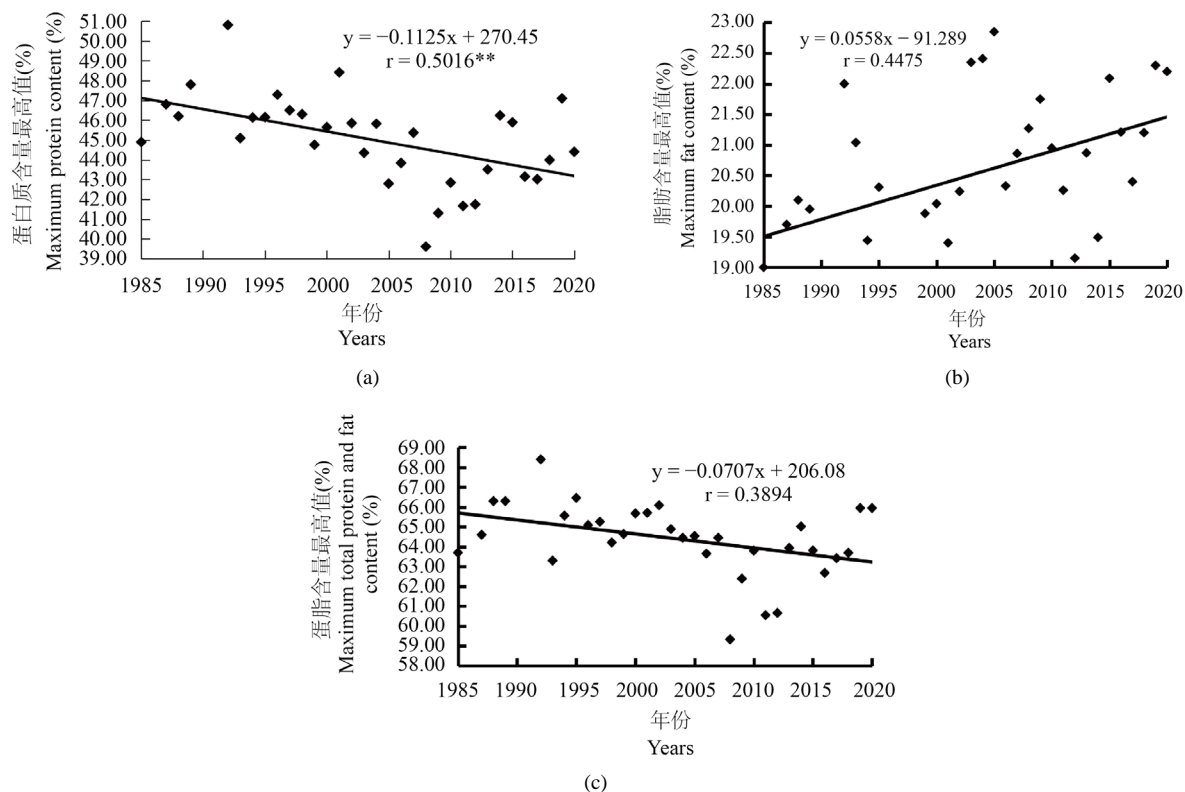 蛋白质含量最高值(%)
Maximum protein content (%)
51.00
50.00
49.00
48.00
47.00
46.00
45.00
44.00
43.00
42.00
41.00
40.00
39.00
y = −0.1125x + 270.45
r = 0.5016**
1985 1990 1995 2000 2005 2010 2015 2020
年份
Years
(a)
脂肪含量最高值(%)
Maximum fat content (%)
23.00
22.50
22.00
21.50
21.00
20.50
20.00
19.50
19.00
y = 0.0558x − 91.289
r = 0.4475
1985 1990 1995 2000 2005 2010 2015 2020
年份
Years
(b)
蛋脂含量最高值(%)
Maximum total protein and fat
content (%)
69.00
68.00
67.00
66.00
65.00
64.00
63.00
62.00
61.00
60.00
59.00
58.00
y = −0.0707x + 206.08
r = 0.3894
1985 1990 1995 2000 2005 2010 2017 2020
年份
Years
(c)